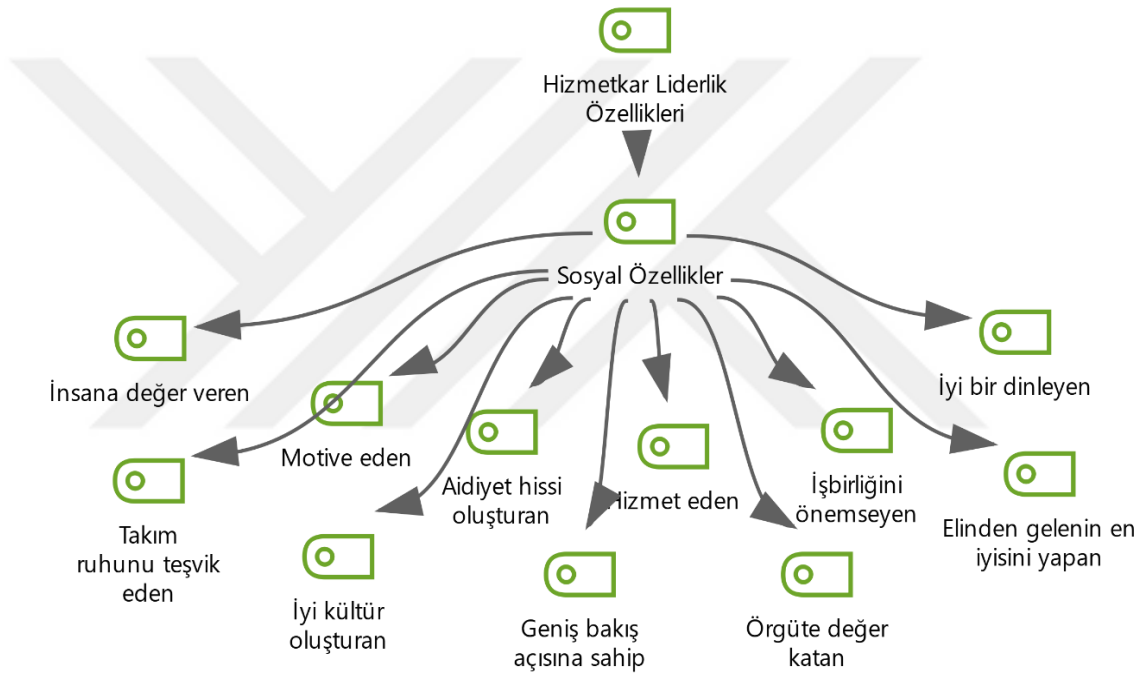 Hizmetkar Liderlik
Özellikleri
Sosyal Özellikler
İnsana değer veren
İyi bir dinleyen
Motive eden
Aidiyet hissi
oluşturan
Hizmet eden
İşbirliğini
önemseyen
Takım
ruhunu teşvik
eden
Elinden gelenin en
iyisini yapan
İyi kültür
oluşturan
Geniş bakış
açısına sahip
Örgüte değer
katan